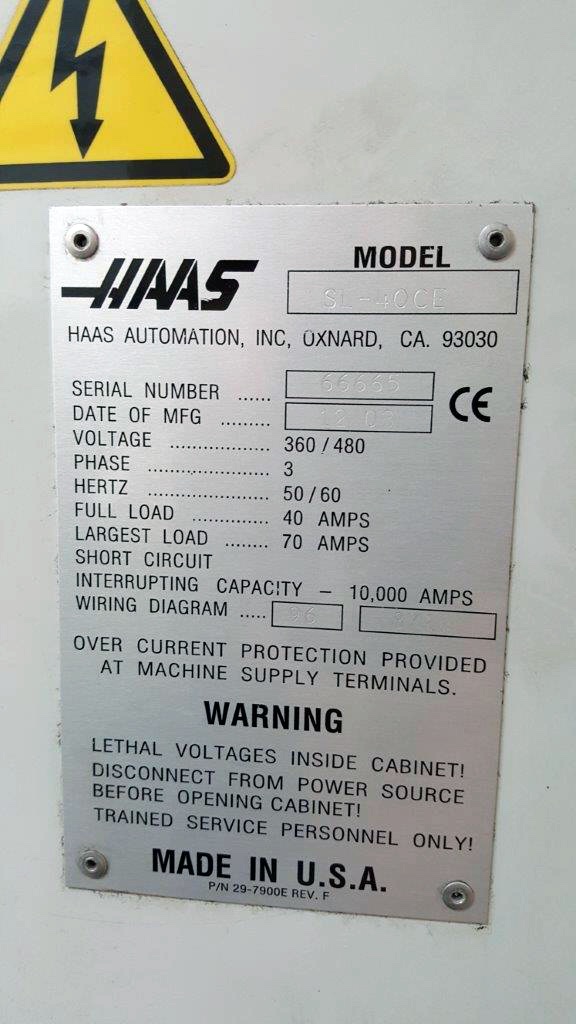 HAAS
MODEL
SL-40CE
HAAS AUTOMATION, INC, OXNARD, CA. 93030
SERIAL NUMBER ...... 66665
CE
DATE OF MFG ......... 12 03
VOLTAGE .................. 360 / 480
PHASE ..................... 3
HERTZ ..................... 50 / 60
FULL LOAD .............. 40 AMPS
LARGEST LOAD ........ 70 AMPS
SHORT CIRCUIT
INTERRUPTING CAPACITY – 10,000 AMPS
WIRING DIAGRAM ..... 96
OVER CURRENT PROTECTION PROVIDED
AT MACHINE SUPPLY TERMINALS.
WARNING
LETHAL VOLTAGES INSIDE CABINET!
DISCONNECT FROM POWER SOURCE
BEFORE OPENING CABINET!
TRAINED SERVICE PERSONNEL ONLY!
MADE IN U.S.A.
P/N 29-7900E REV. F